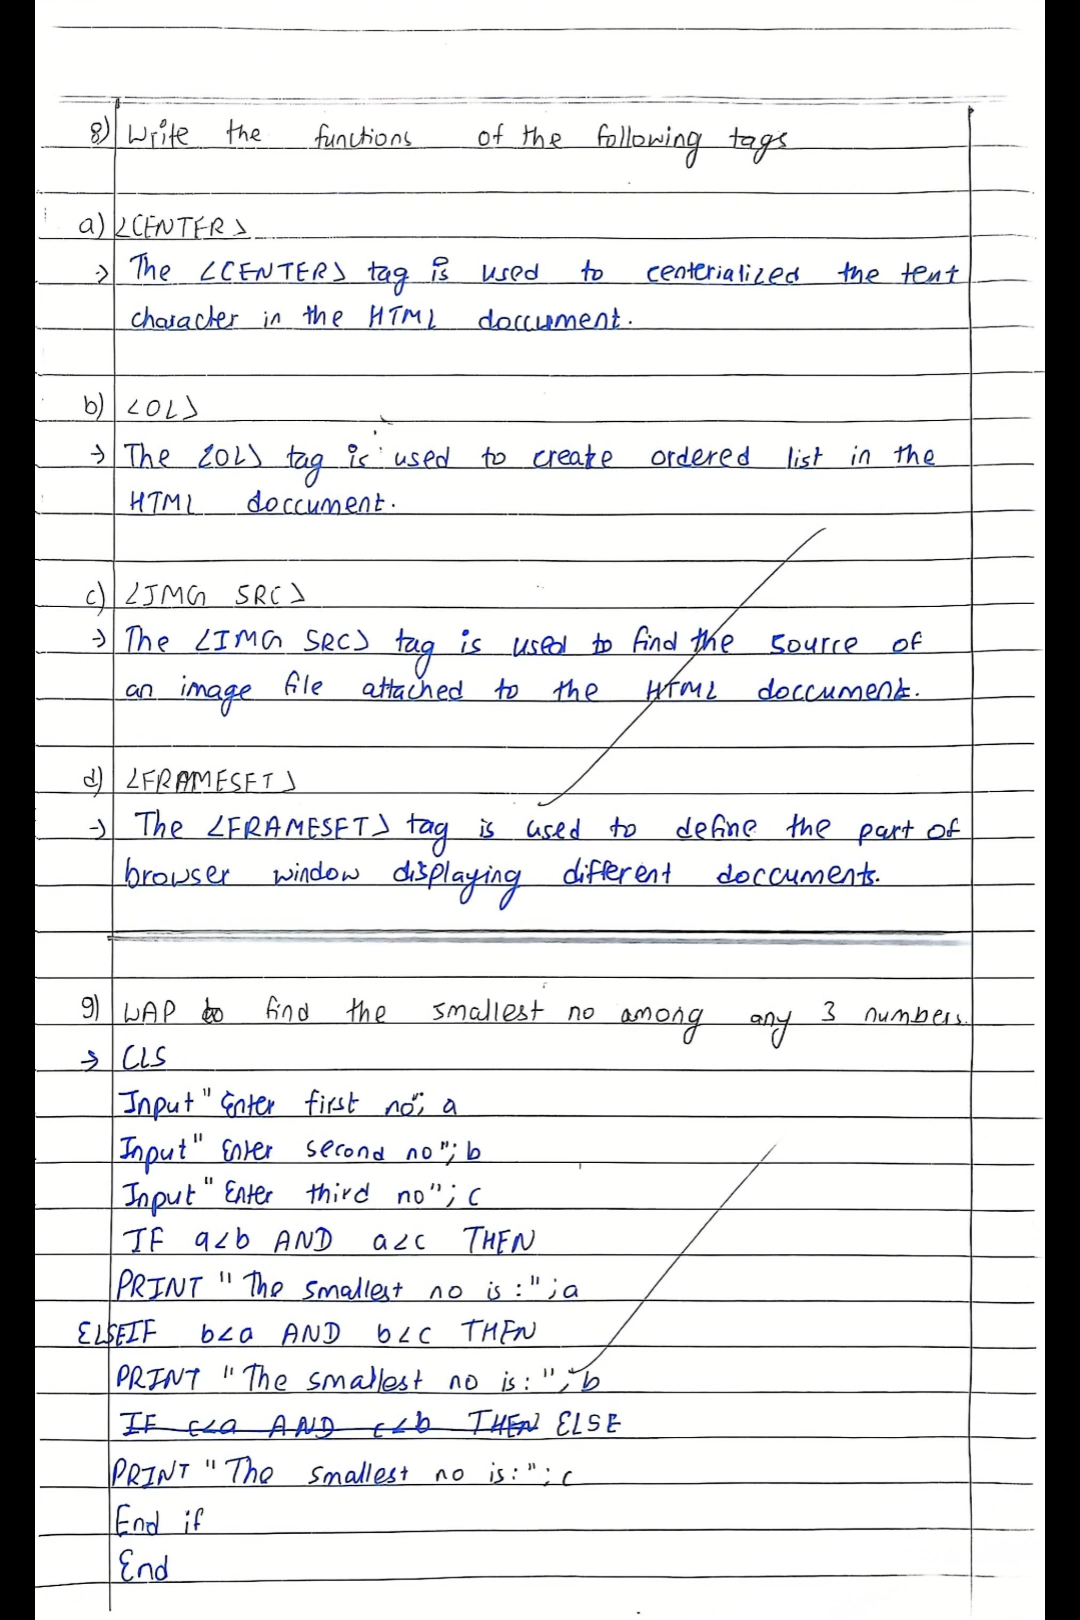 8) Write the functions of the following tags
a) <CENTER>
→ The <CENTER> tag is used to centerialized the text
character in the HTML doccument.
b) <OL>
→ The <OL> tag is used to create ordered list in the
HTML doccument.
c) <IMG SRC>
→ The <IMG SRC> tag is used to find the source of
an image file attached to the HTML doccument.
d) <FRAMESET>
→ The <FRAMESET> tag is used to define the part of
browser window displaying different doccuments.
9) WAP to find the smallest no among any 3 numbers.
→ CLS
Input "Enter first no"; a
Input "Enter second no"; b
Input "Enter third no"; c
IF a<b AND a<c THEN
PRINT "The smallest no is:"; a
ELSEIF b<a AND b<c THEN
PRINT "The smallest no is:"; b
IF c<a AND c<b THEN ELSE
PRINT "The smallest no is:"; c
End if
End